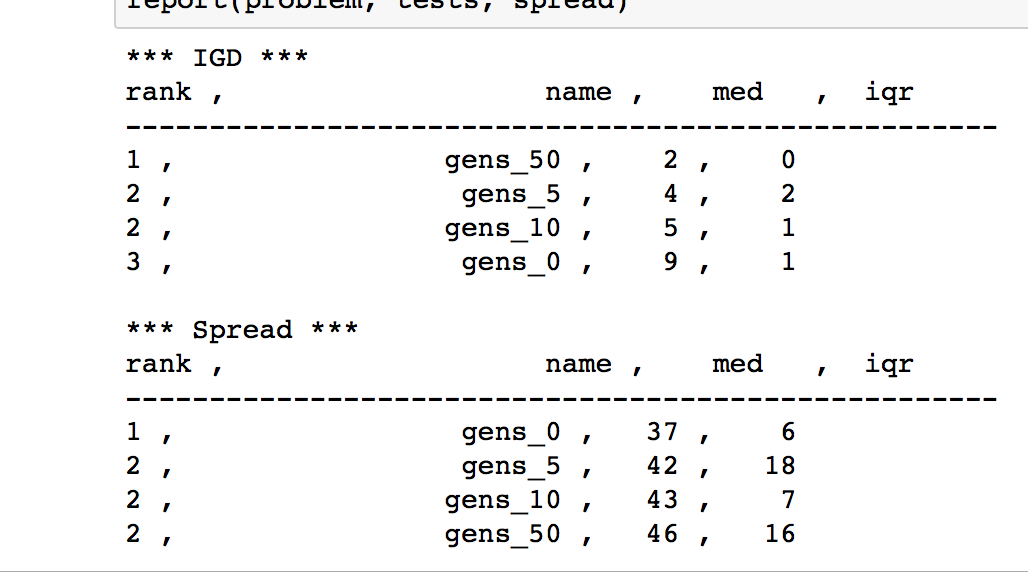 report(problem, tests, spread)
*** IGD ***
rank ,                    name ,    med   ,  iqr
----------------------------------------------------
1 ,                gens_50 ,    2 ,    0
2 ,                 gens_5 ,    4 ,    2
2 ,                gens_10 ,    5 ,    1
3 ,                 gens_0 ,    9 ,    1
*** Spread ***
rank ,                    name ,    med   ,  iqr
----------------------------------------------------
1 ,                 gens_0 ,   37 ,    6
2 ,                 gens_5 ,   42 ,   18
2 ,                gens_10 ,   43 ,    7
2 ,                gens_50 ,   46 ,   16